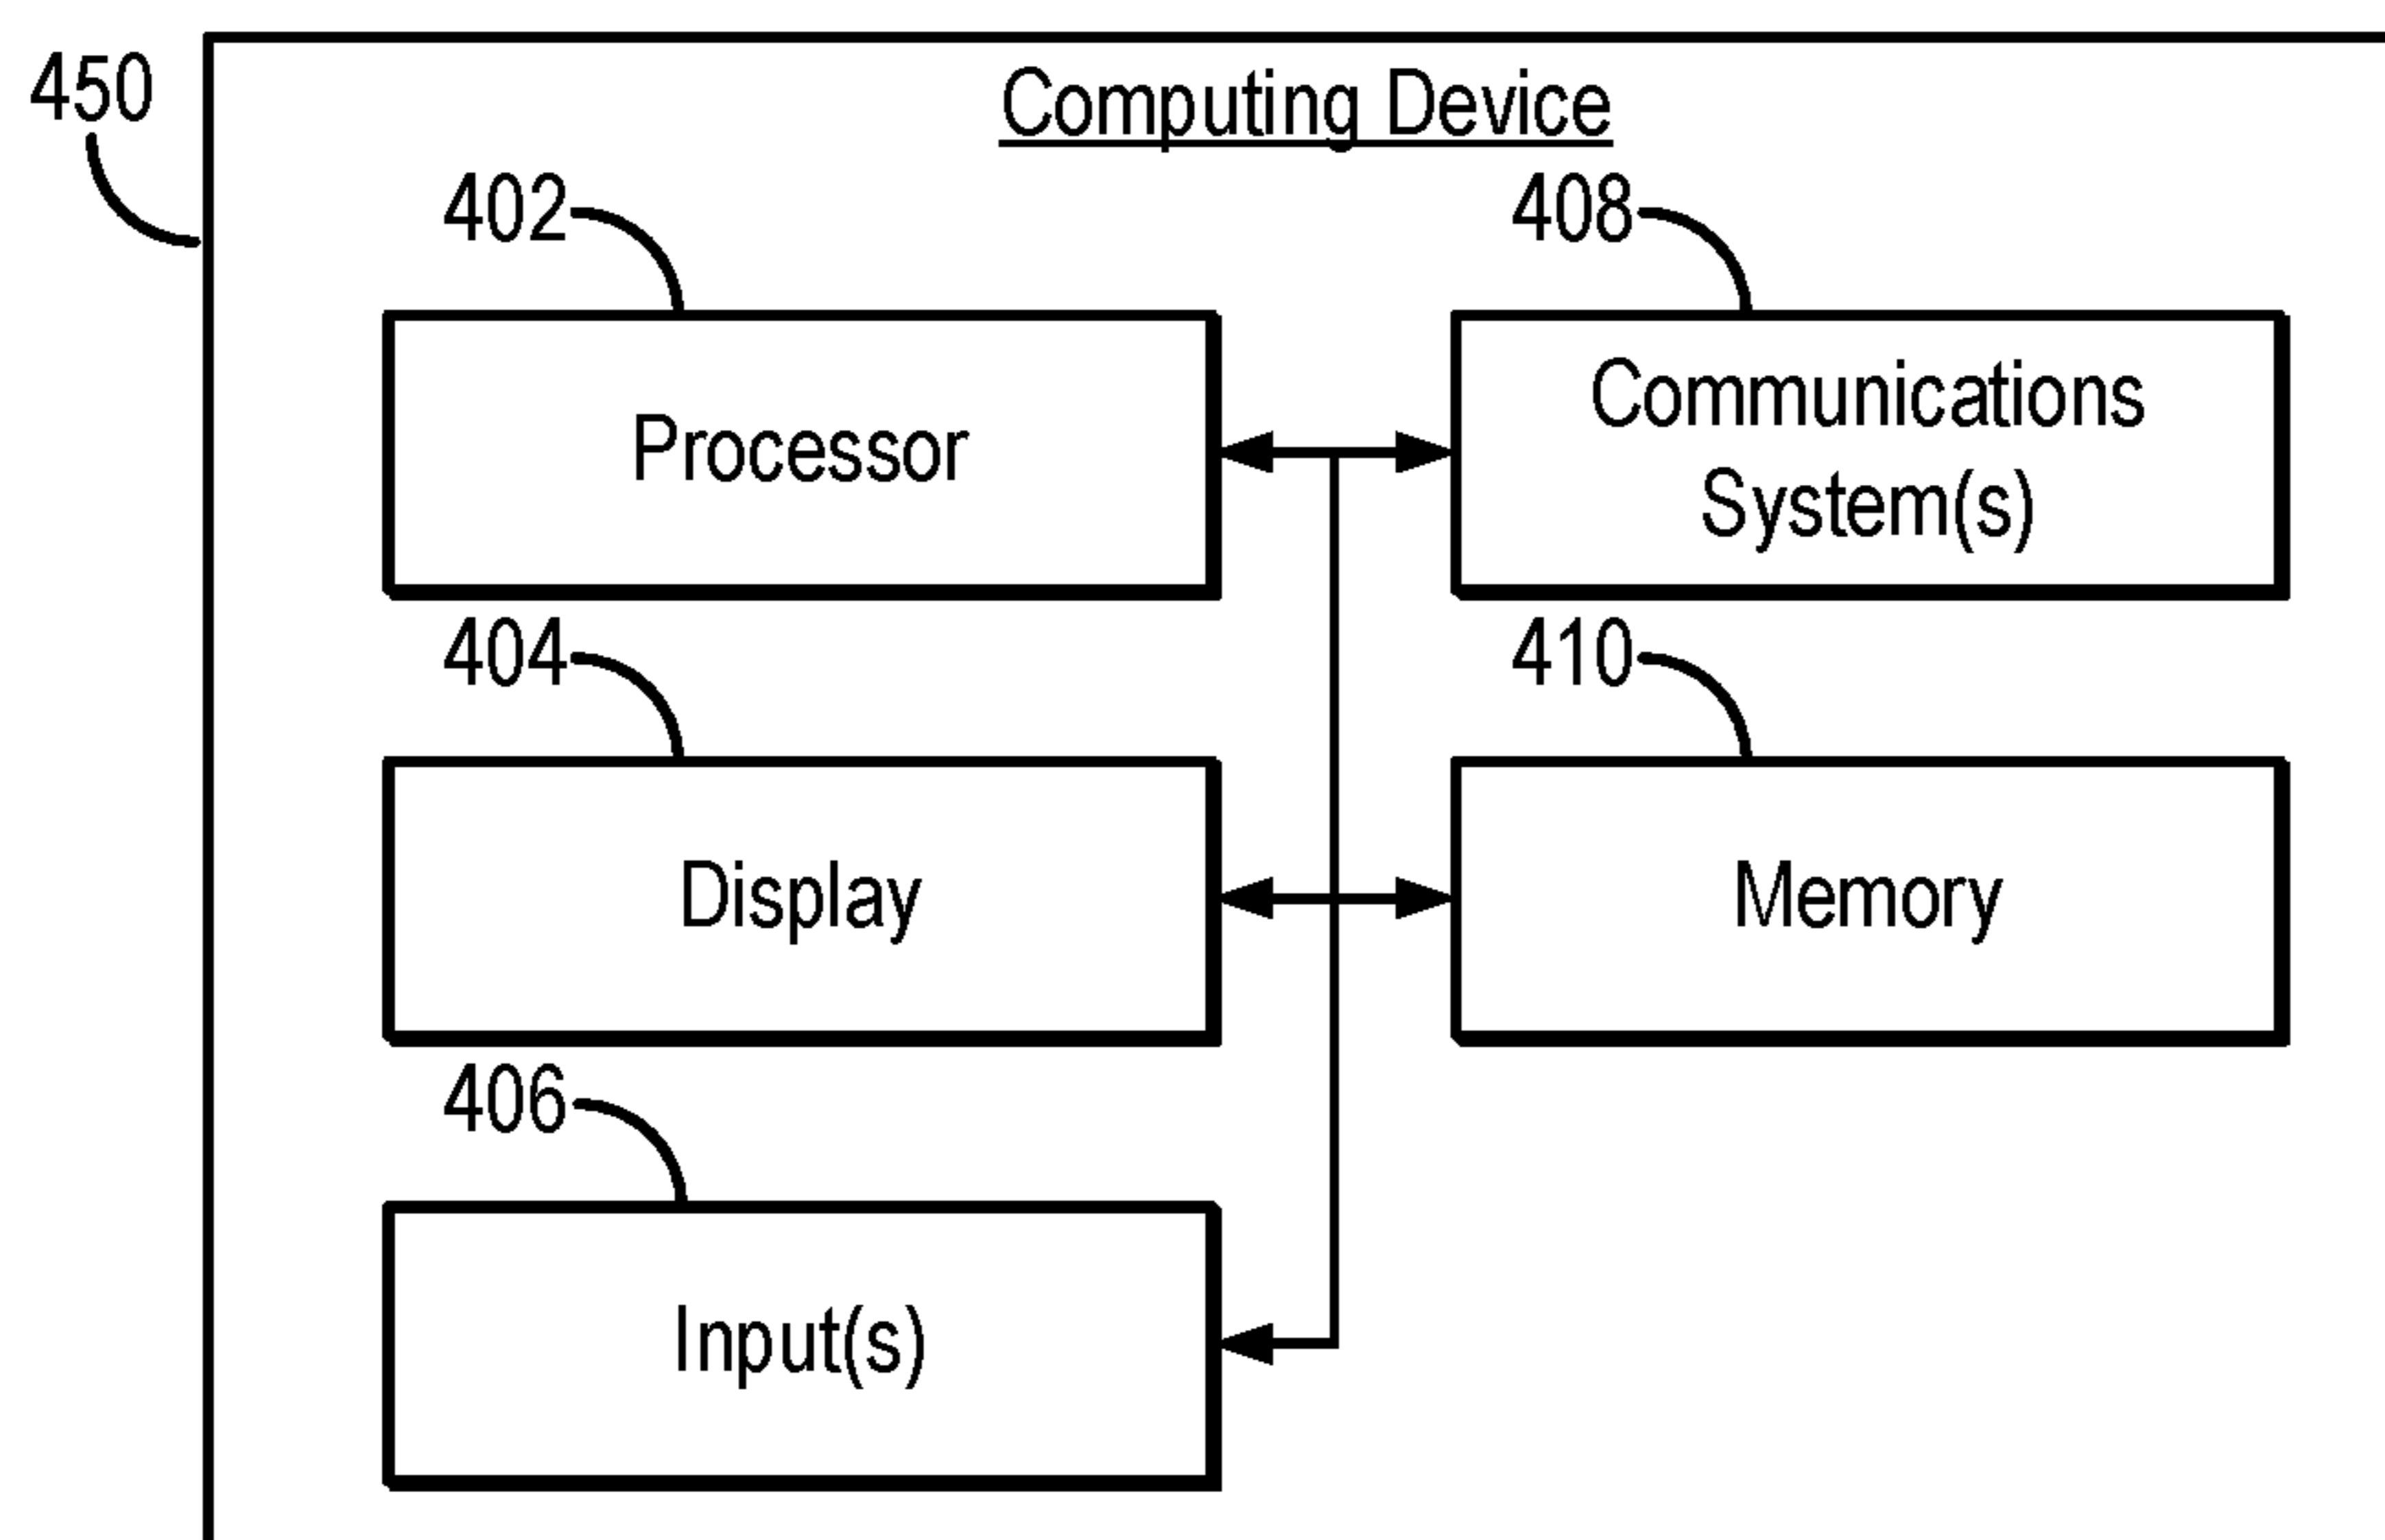 450
Computing Device
402
408
Processor
Communications
System(s)
404
410
Display
Memory
406
Input(s)